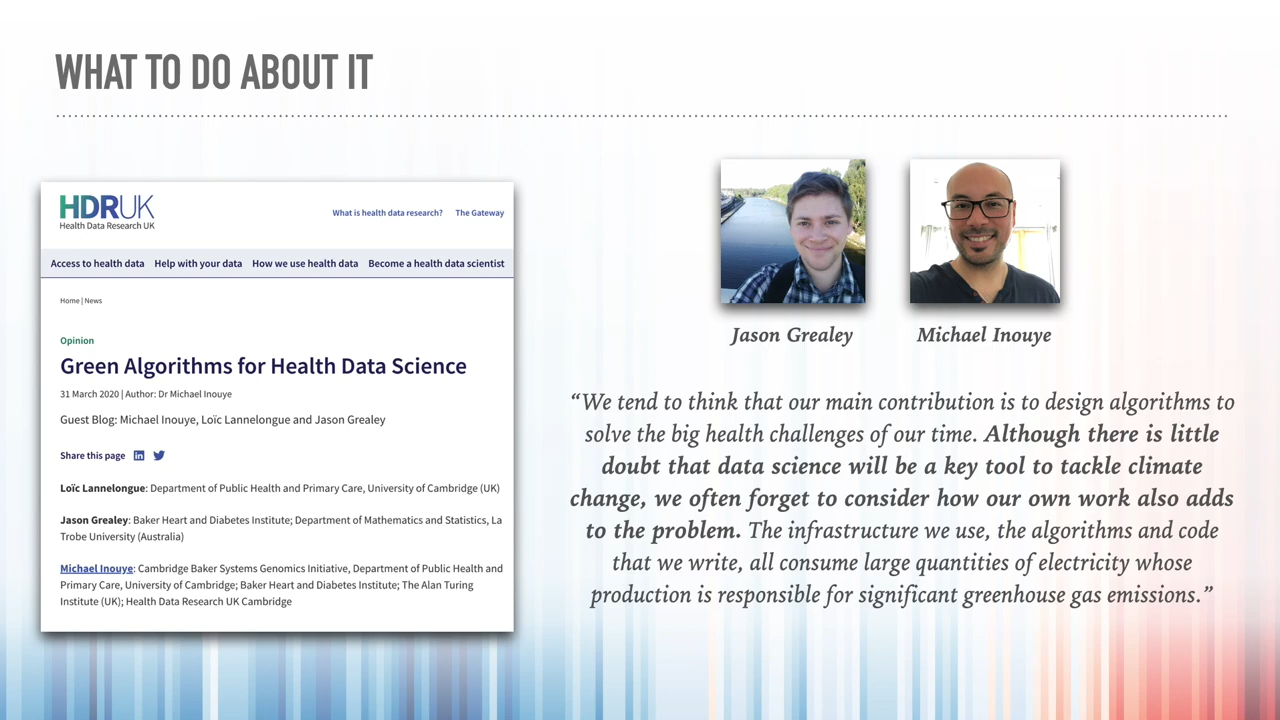 WHAT TO DO ABOUT IT
HDRUK
Health Data Research UK
What is health data research? The Gateway
Access to health data Help with your data How we use health data Become a health data scientist
Home | News
Opinion
Green Algorithms for Health Data Science
31 March 2020 | Author: Dr Michael Inouye
Guest Blog: Michael Inouye, Loïc Lannelongue and Jason Grealey
Share this page
Loïc Lannelongue: Department of Public Health and Primary Care, University of Cambridge (UK)
Jason Grealey: Baker Heart and Diabetes Institute; Department of Mathematics and Statistics, La
Trobe University (Australia)
Michael Inouye: Cambridge Baker Systems Genomics Initiative, Department of Public Health and
Primary Care, University of Cambridge; Baker Heart and Diabetes Institute; The Alan Turing
Institute (UK); Health Data Research UK Cambridge
Jason Grealey
Michael Inouye
“We tend to think that our main contribution is to design algorithms to
solve the big health challenges of our time. Although there is little
doubt that data science will be a key tool to tackle climate
change, we often forget to consider how our own work also adds
to the problem. The infrastructure we use, the algorithms and code
that we write, all consume large quantities of electricity whose
production is responsible for significant greenhouse gas emissions.”